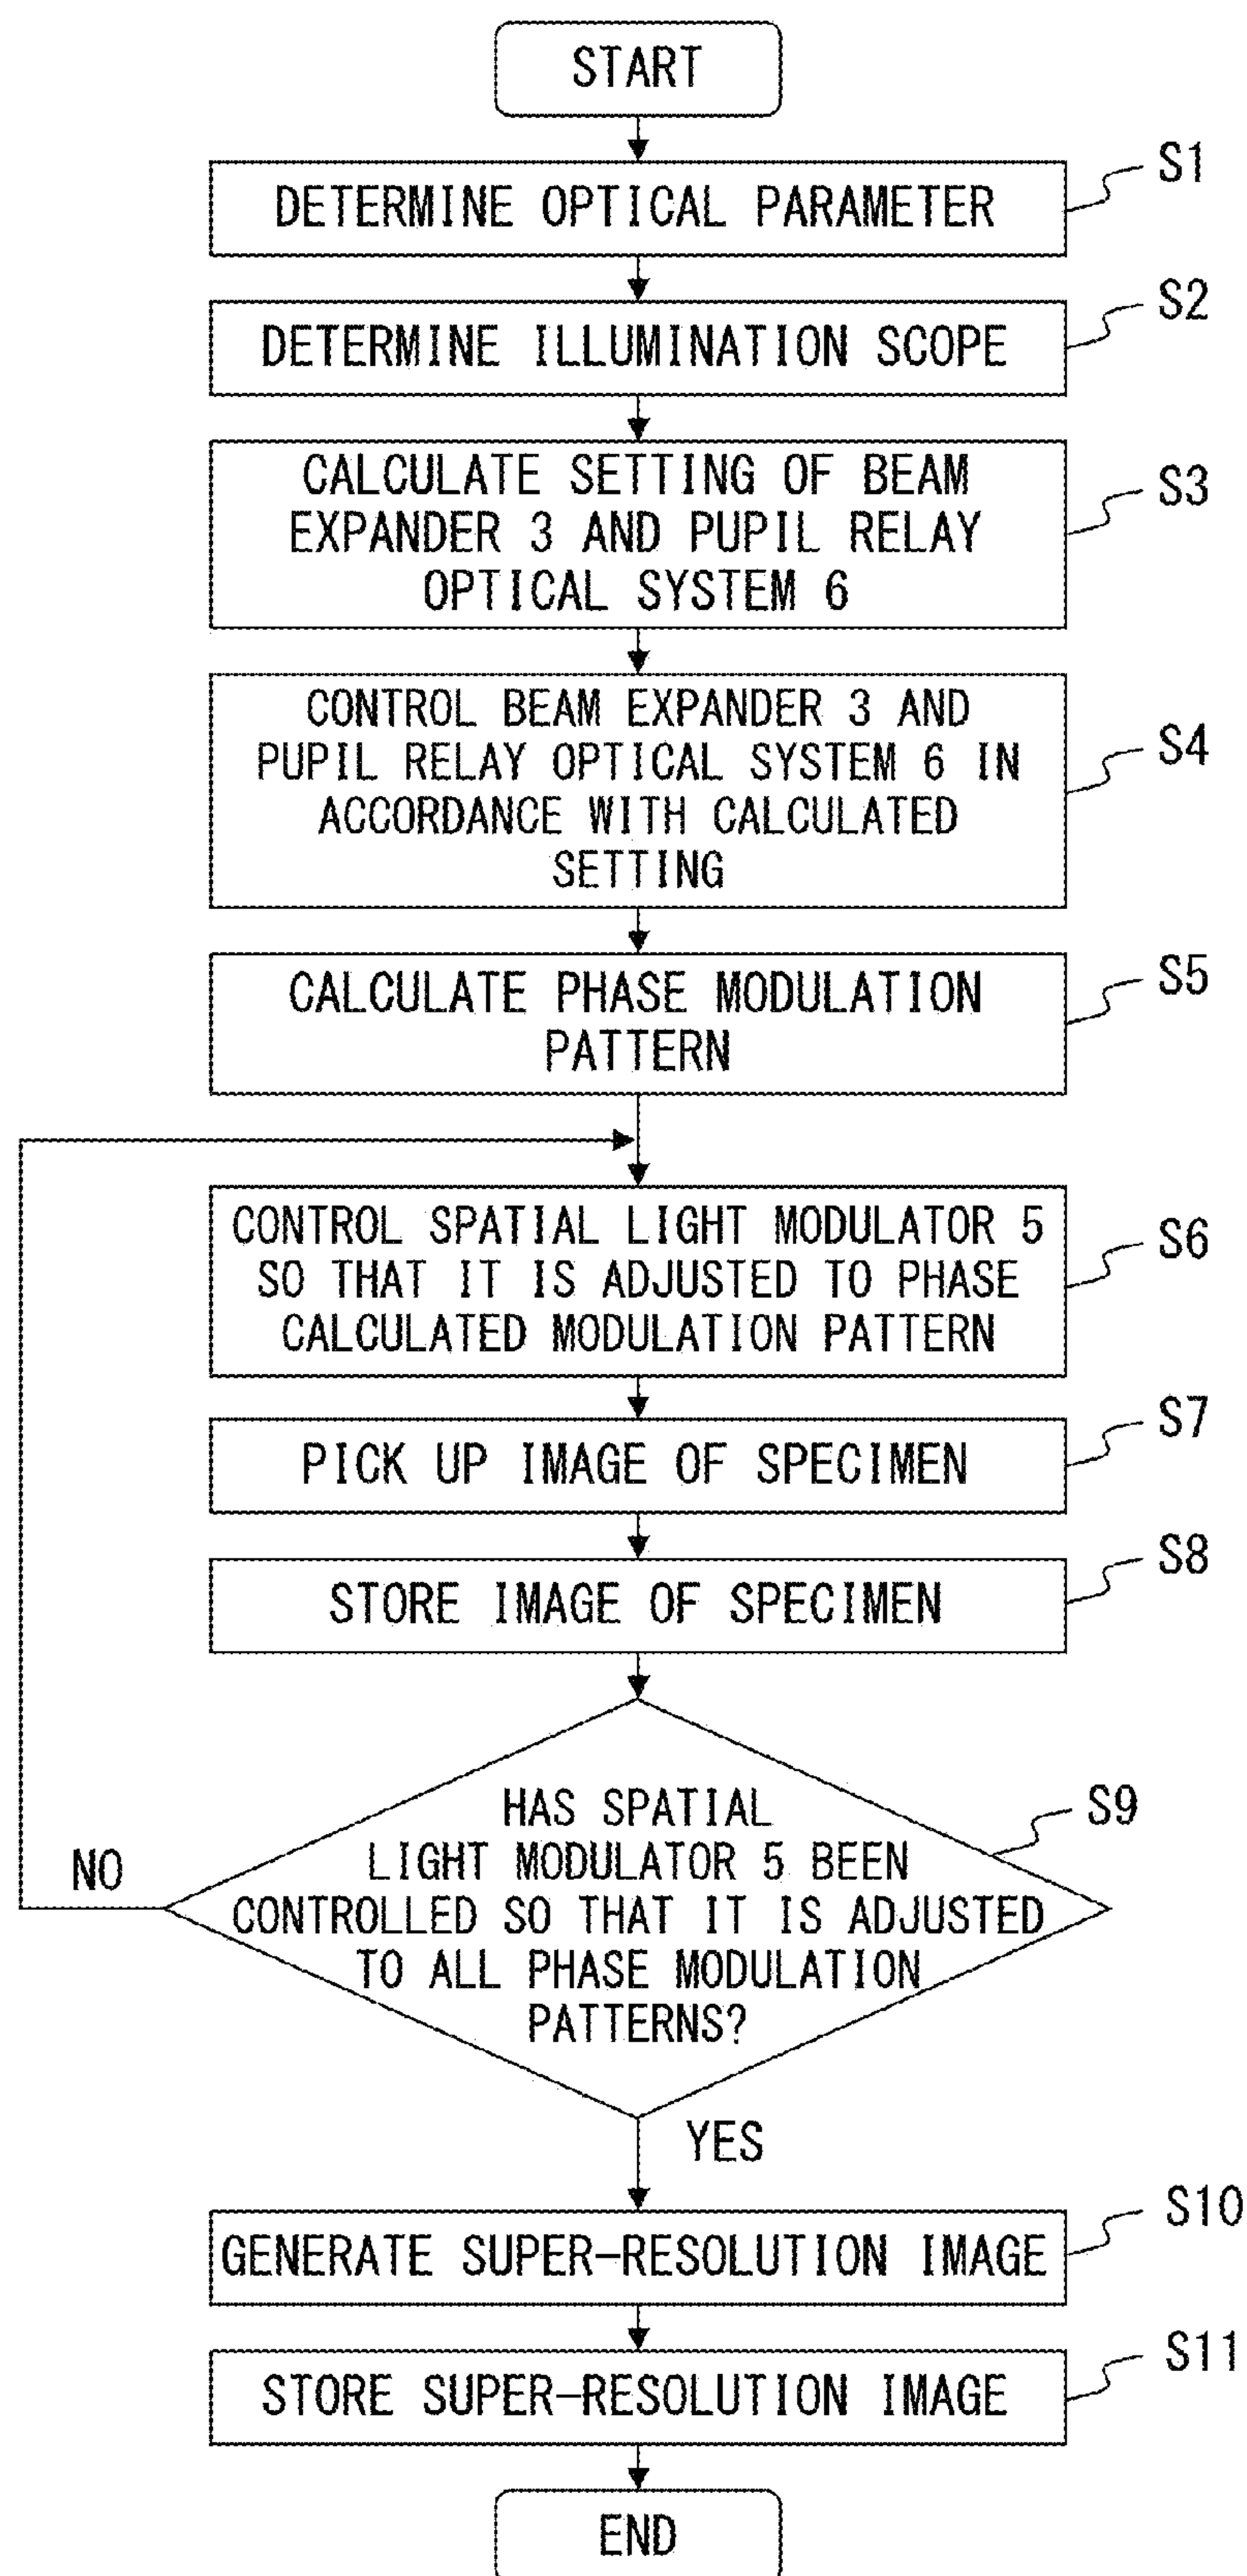 START
S1
DETERMINE OPTICAL PARAMETER
S2
DETERMINE ILLUMINATION SCOPE
S3
CALCULATE SETTING OF BEAM
EXPANDER 3 AND PUPIL RELAY
OPTICAL SYSTEM 6
S4
CONTROL BEAM EXPANDER 3 AND
PUPIL RELAY OPTICAL SYSTEM 6 IN
ACCORDANCE WITH CALCULATED
SETTING
S5
CALCULATE PHASE MODULATION
PATTERN
S6
CONTROL SPATIAL LIGHT MODULATOR 5
SO THAT IT IS ADJUSTED TO PHASE
CALCULATED MODULATION PATTERN
S7
PICK UP IMAGE OF SPECIMEN
S8
STORE IMAGE OF SPECIMEN
S9
HAS SPATIAL
LIGHT MODULATOR 5 BEEN
CONTROLLED SO THAT IT IS ADJUSTED
TO ALL PHASE MODULATION
PATTERNS?
NO
YES
S10
GENERATE SUPER-RESOLUTION IMAGE
S11
STORE SUPER-RESOLUTION IMAGE
END